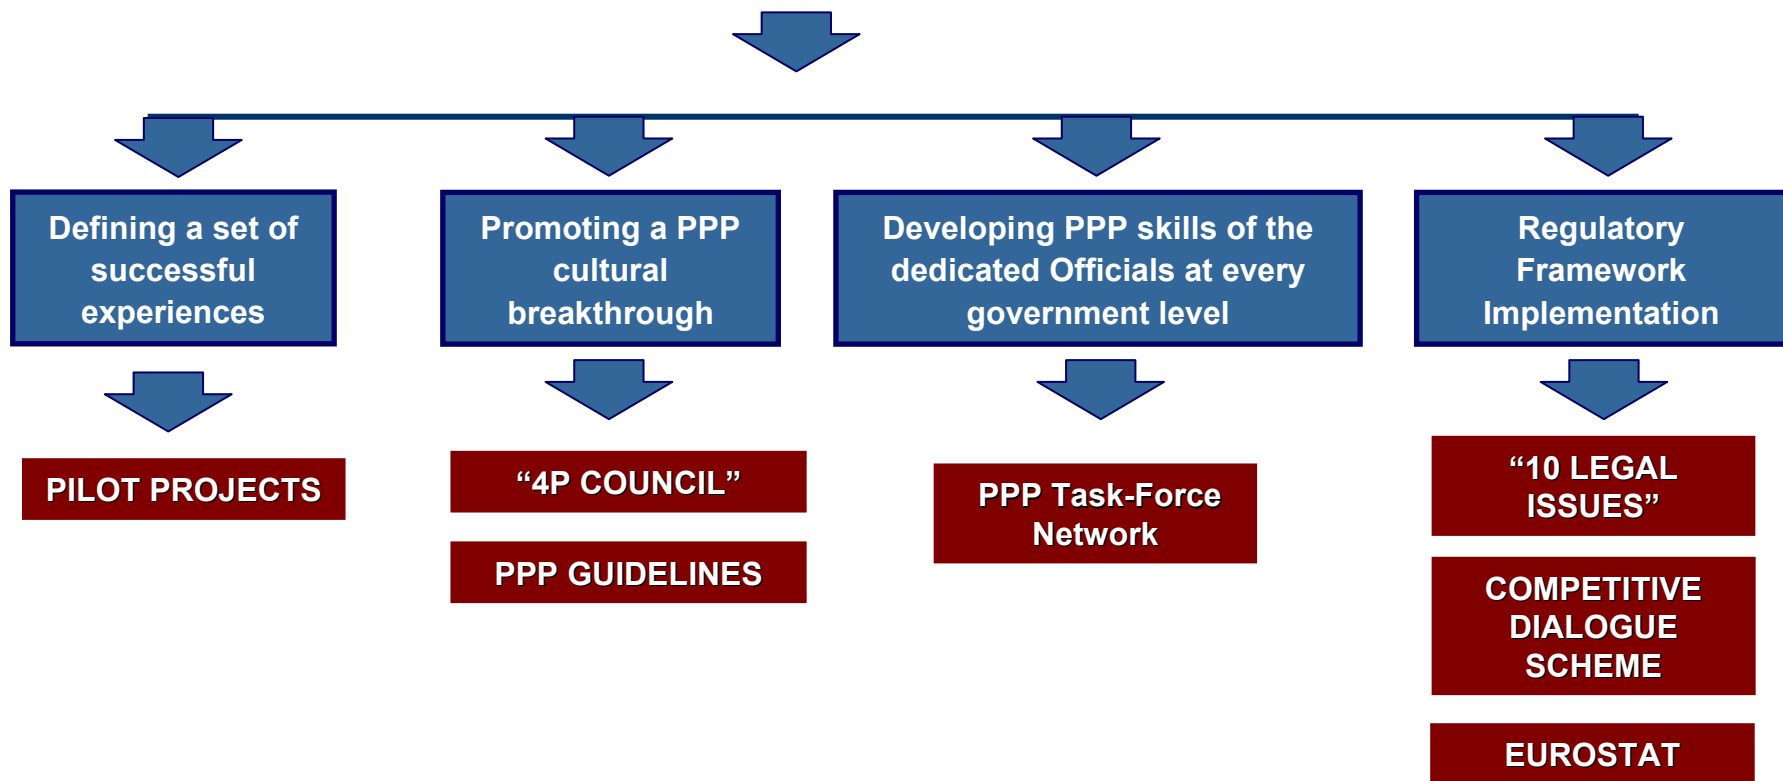 Defining a set of
successful
experiences
Promoting a PPP
cultural
breakthrough
Developing PPP skills of the
dedicated Officials at every
government level
Regulatory
Framework
Implementation
PILOT PROJECTS
“4P COUNCIL”
PPP GUIDELINES
PPP Task-Force
Network
“10 LEGAL
ISSUES”
COMPETITIVE
DIALOGUE
SCHEME
EUROSTAT